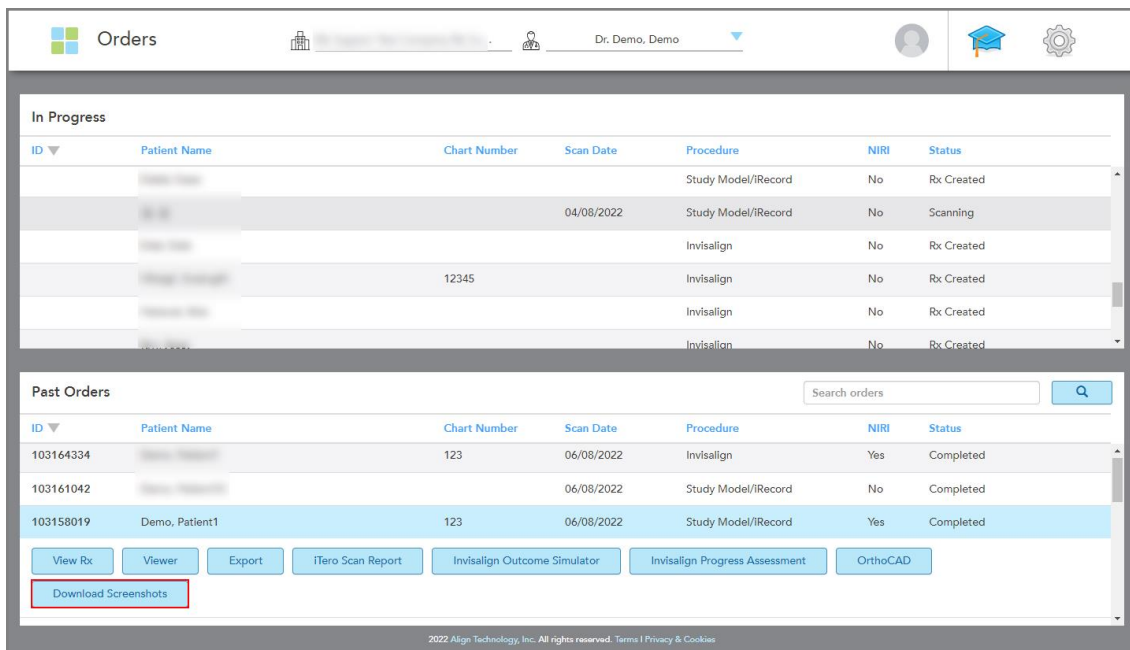 Orders Dr. Demo, Demo
In Progress
ID Patient Name Chart Number Scan Date Procedure NIRI Status
Study Model/iRecord No Rx Created
04/08/2022 Study Model/iRecord No Scanning
Invisalign No Rx Created
12345 Invisalign No Rx Created
Invisalign No Rx Created
Invisalign No Rx Created
Past Orders Search orders
ID Patient Name Chart Number Scan Date Procedure NIRI Status
103164334 123 06/08/2022 Invisalign Yes Completed
103161042 06/08/2022 Study Model/iRecord No Completed
103158019 Demo, Patient1 123 06/08/2022 Study Model/iRecord Yes Completed
View Rx Viewer Export iTero Scan Report Invisalign Outcome Simulator Invisalign Progress Assessment OrthoCAD
Download Screenshots
2022 Align Technology, Inc. All rights reserved. Terms | Privacy & Cookies